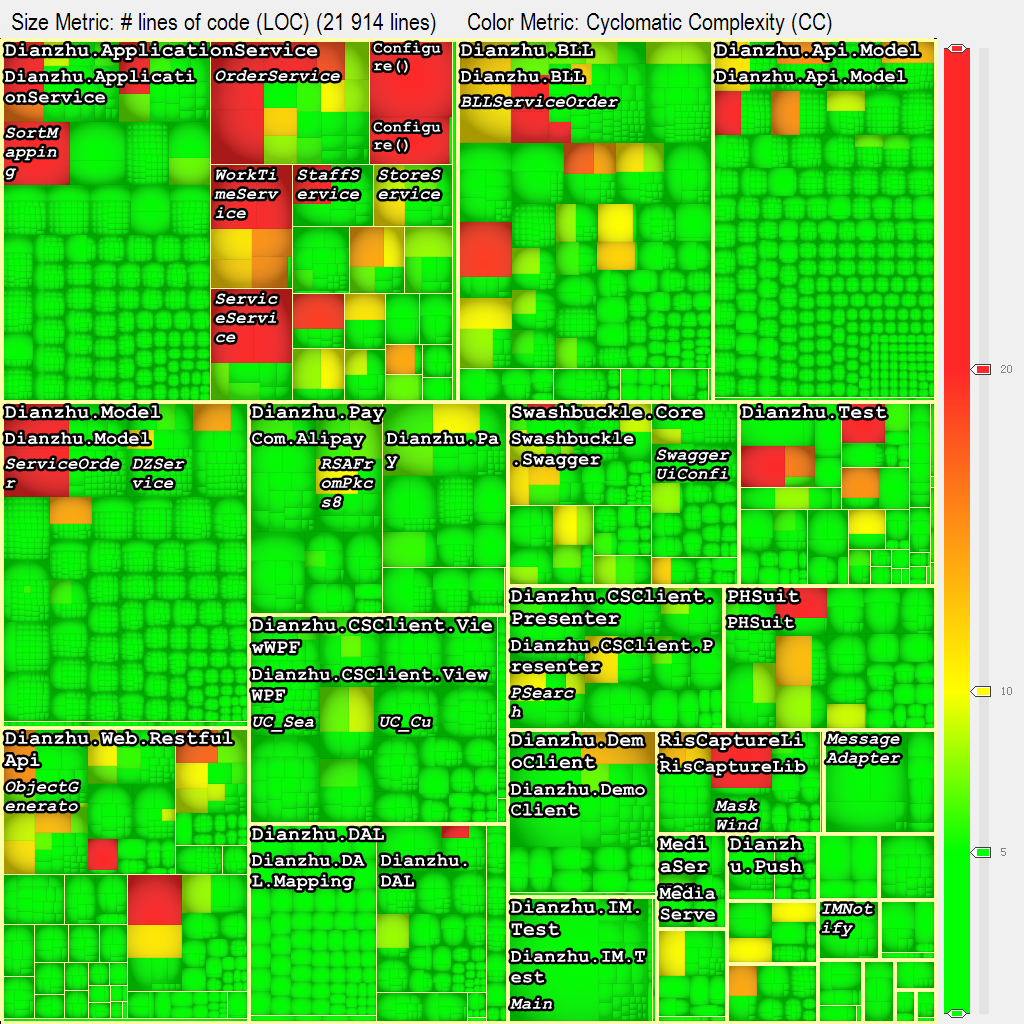 Size Metric: # lines of code (LOC) (21 914 lines)
Color Metric: Cyclomatic Complexity (CC)
Dianzhu.ApplicationService
Dianzhu.Applicati
onService
SortM
appin
g
OrderService
Configu
re()
Configu
re()
WorkTi
meServ
ice
StaffS
ervice
StoreS
ervice
Servic
eServi
ce
Dianzhu.BLL
Dianzhu.BLL
BLLServiceOrder
Dianzhu.Api.Model
Dianzhu.Api.Model
20
10
5
Dianzhu.Model
Dianzhu.Model
ServiceOrde
r
DZSer
vice
Dianzhu.Pay
Com.Alipay
RSAFr
omPkc
s8
Dianzhu.Pa
y
Swashbuckle.Core
Swashbuckle
.Swagger
Swagger
UiConfi
Dianzhu.Test
Dianzhu.CSClient.
Presenter
Dianzhu.CSClient.P
resenter
PSearc
h
PHSuit
PHSuit
Dianzhu.CSClient.Vie
wWPF
Dianzhu.CSClient.View
WPF
UC_Sea
UC_Cu
Dianzhu.Web.Restful
Api
ObjectG
enerato
Dianzhu.DAL
Dianzhu.DA
L.Mapping
Dianzhu.
DAL
Dianzhu.Dem
oClient
Dianzhu.Demo
Client
RisCaptureLi
RisCaptureLib
Mask
Wind
Message
Adapter
Medi
aSer
Media
Serve
Dianzh
u.Push
Dianzhu.IM.
Test
Dianzhu.IM.T
est
Main
IMNot
ify